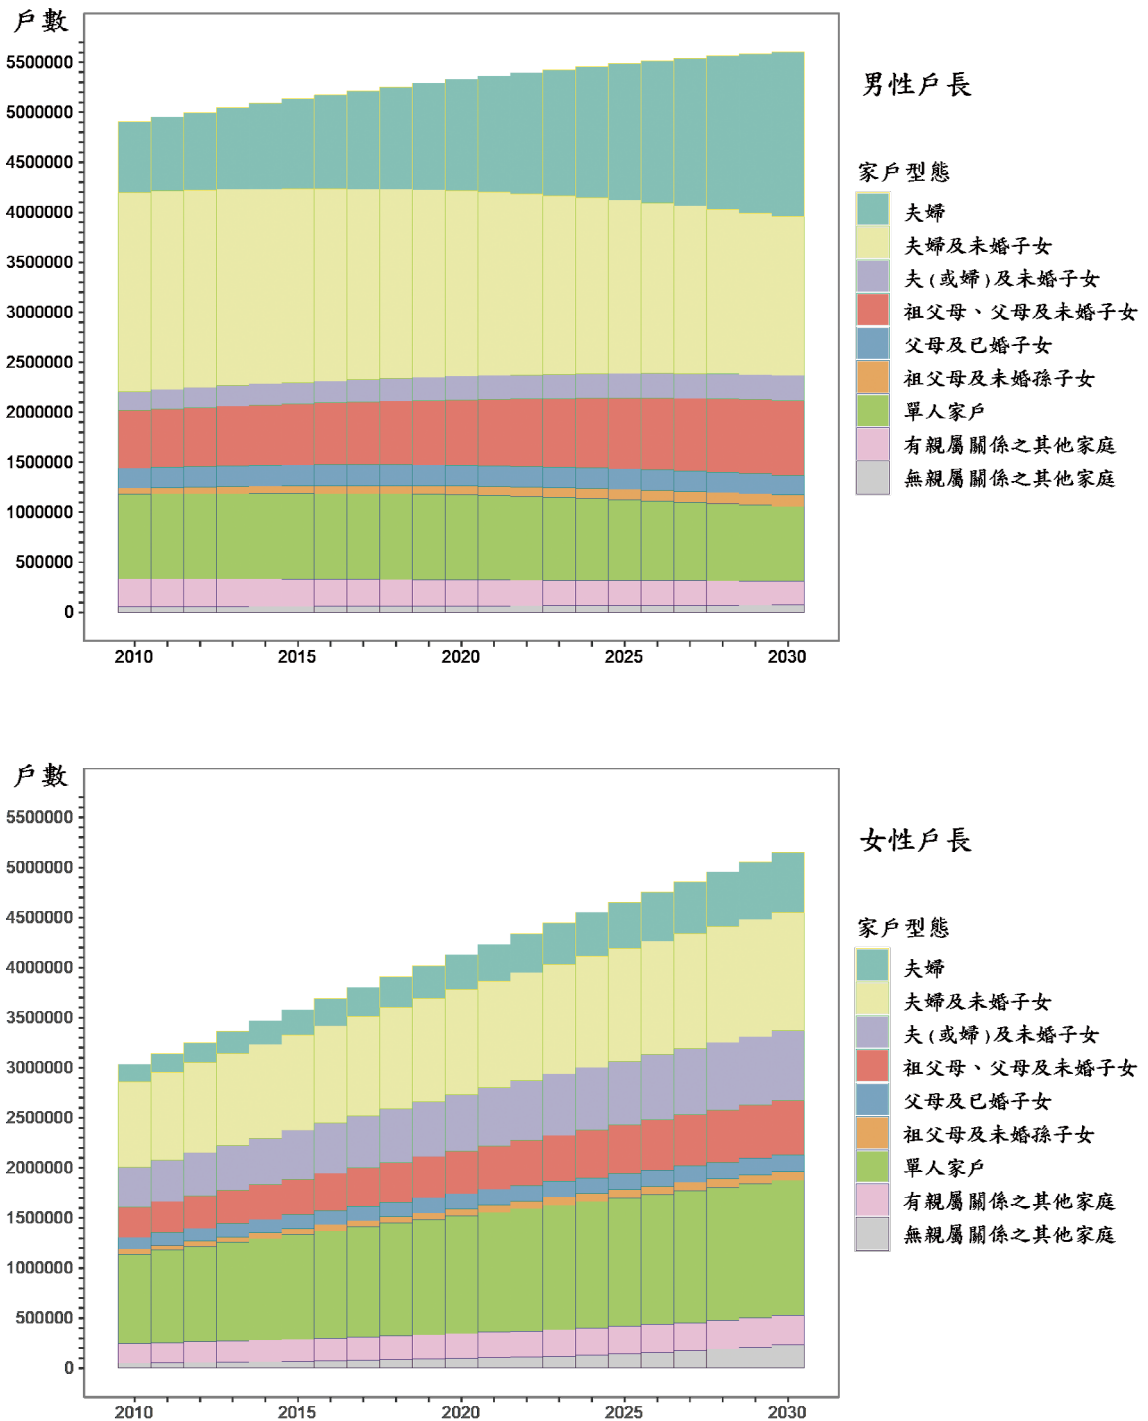 戶數
5500000
5000000
4500000
4000000
3500000
3000000
2500000
2000000
1500000
1000000
500000
0
2010 2015 2020 2025 2030
男性戶長
家戶型態
夫婦
夫婦及未婚子女
夫(或婦)及未婚子女
祖父母、父母及未婚子女
父母及已婚子女
祖父母及未婚孫子女
單人家戶
有親屬關係之其他家庭
無親屬關係之其他家庭
戶數
5500000
5000000
4500000
4000000
3500000
3000000
2500000
2000000
1500000
1000000
500000
0
2010 2015 2020 2025 2030
女性戶長
家戶型態
夫婦
夫婦及未婚子女
夫(或婦)及未婚子女
祖父母、父母及未婚子女
父母及已婚子女
祖父母及未婚孫子女
單人家戶
有親屬關係之其他家庭
無親屬關係之其他家庭